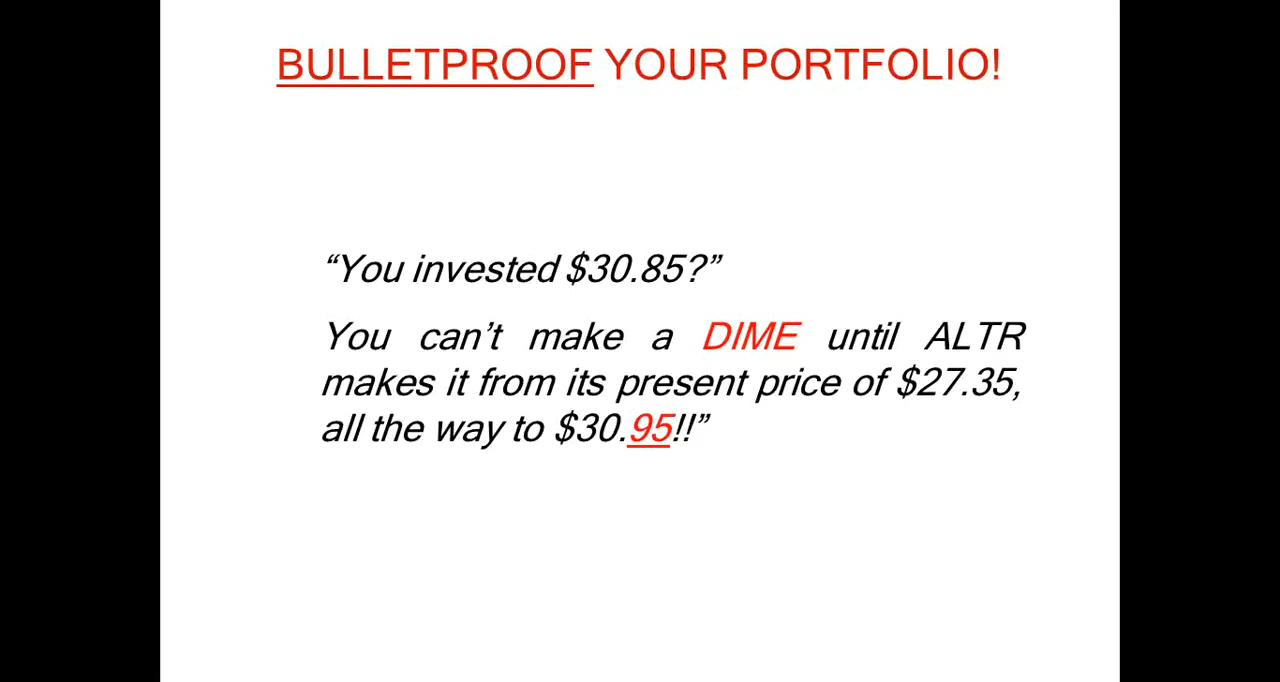 BULLETPROOF YOUR PORTFOLIO!
“You invested $30.85?”
You can’t make a DIME until ALTR
makes it from its present price of $27.35,
all the way to $30.95!!”